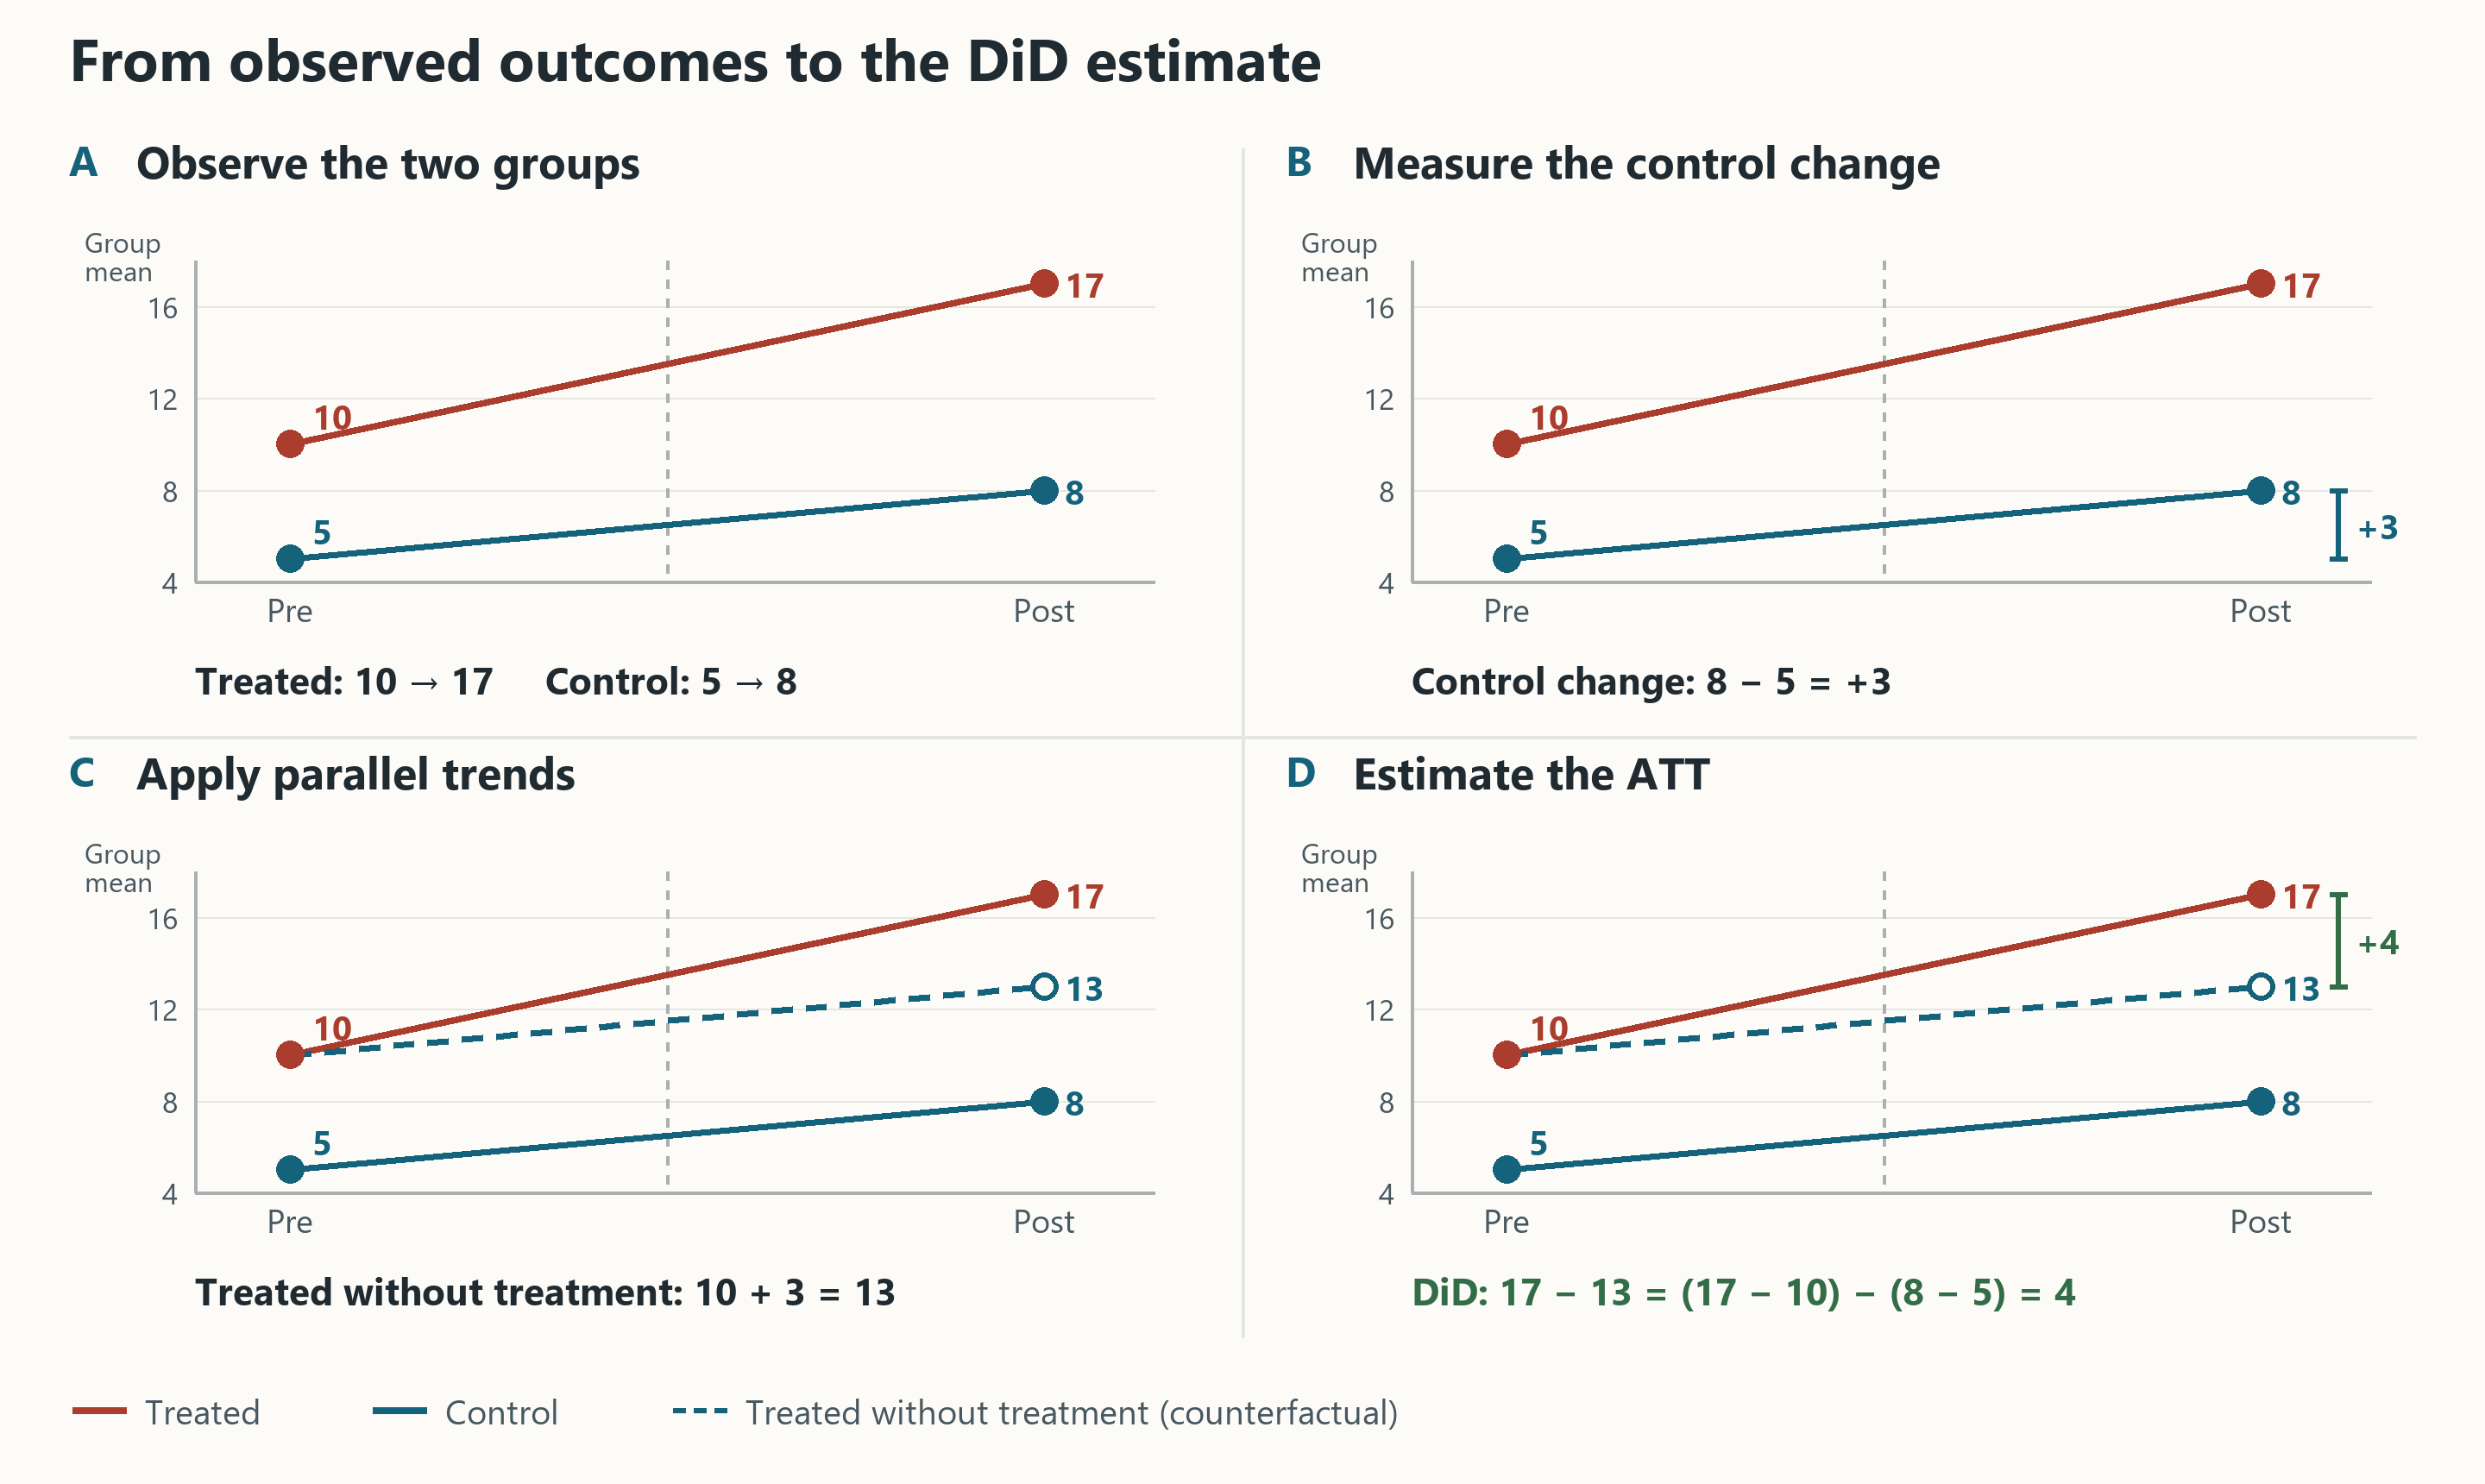 From observed outcomes to the DiD estimate
A Observe the two groups
Group
mean
16
12
8
4
10
17
5
8
Pre Post
Treated: 10 → 17 Control: 5 → 8
B Measure the control change
Group
mean
16
12
8
4
10
17
5
8
+3
Pre Post
Control change: 8 − 5 = +3
C Apply parallel trends
Group
mean
16
12
8
4
10
17
13
5
8
Pre Post
Treated without treatment: 10 + 3 = 13
D Estimate the ATT
Group
mean
16
12
8
4
10
17
+4
13
5
8
Pre Post
DiD: 17 − 13 = (17 − 10) − (8 − 5) = 4
Treated Control Treated without treatment (counterfactual)